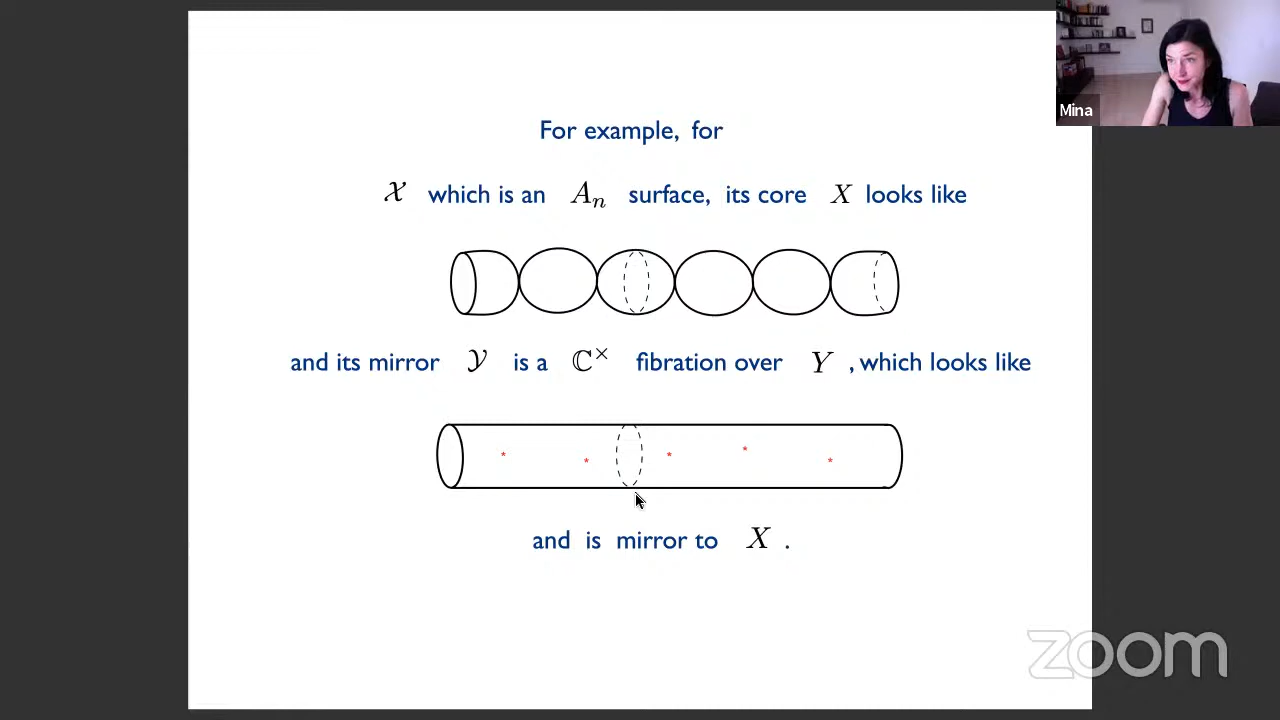 Mina
For example, for
𝒳 which is an Aₙ surface, its core X looks like
and its mirror 𝒴 is a ℂ× fibration over Y , which looks like
* * * * *
and is mirror to X .
zoom